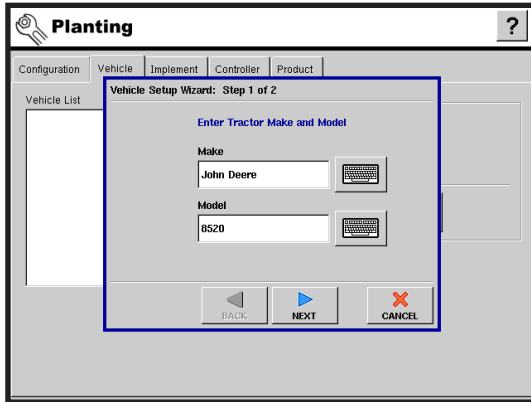 Planting
?
Configuration Vehicle Implement Controller Product
Vehicle List
Vehicle Setup Wizard: Step 1 of 2
Enter Tractor Make and Model
Make
John Deere
Model
8520
BACK NEXT CANCEL